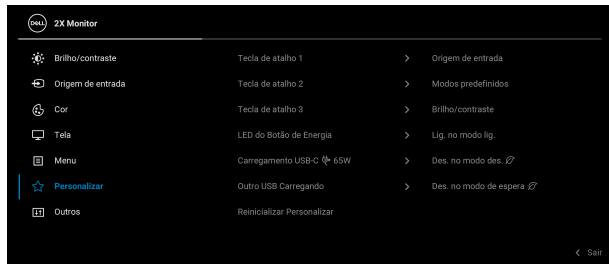 DELL 2X Monitor
Brilho/contraste Tecla de atalho 1 > Origem de entrada
Origem de entrada Tecla de atalho 2 > Modos predefinidos
Cor Tecla de atalho 3 > Brilho/contraste
Tela LED do Botão de Energia > Lig. no modo lig.
Menu Carregamento USB-C 65W > Des. no modo des.
Personalizar Outro USB Carregando > Des. no modo de espera
Outros Reinicializar Personalizar
< Sair